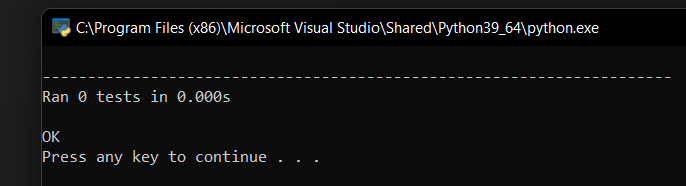 C:\Program Files (x86)\Microsoft Visual Studio\Shared\Python39_64\python.exe
----------------------------------------------------------------------
Ran 0 tests in 0.000s
OK
Press any key to continue . . .